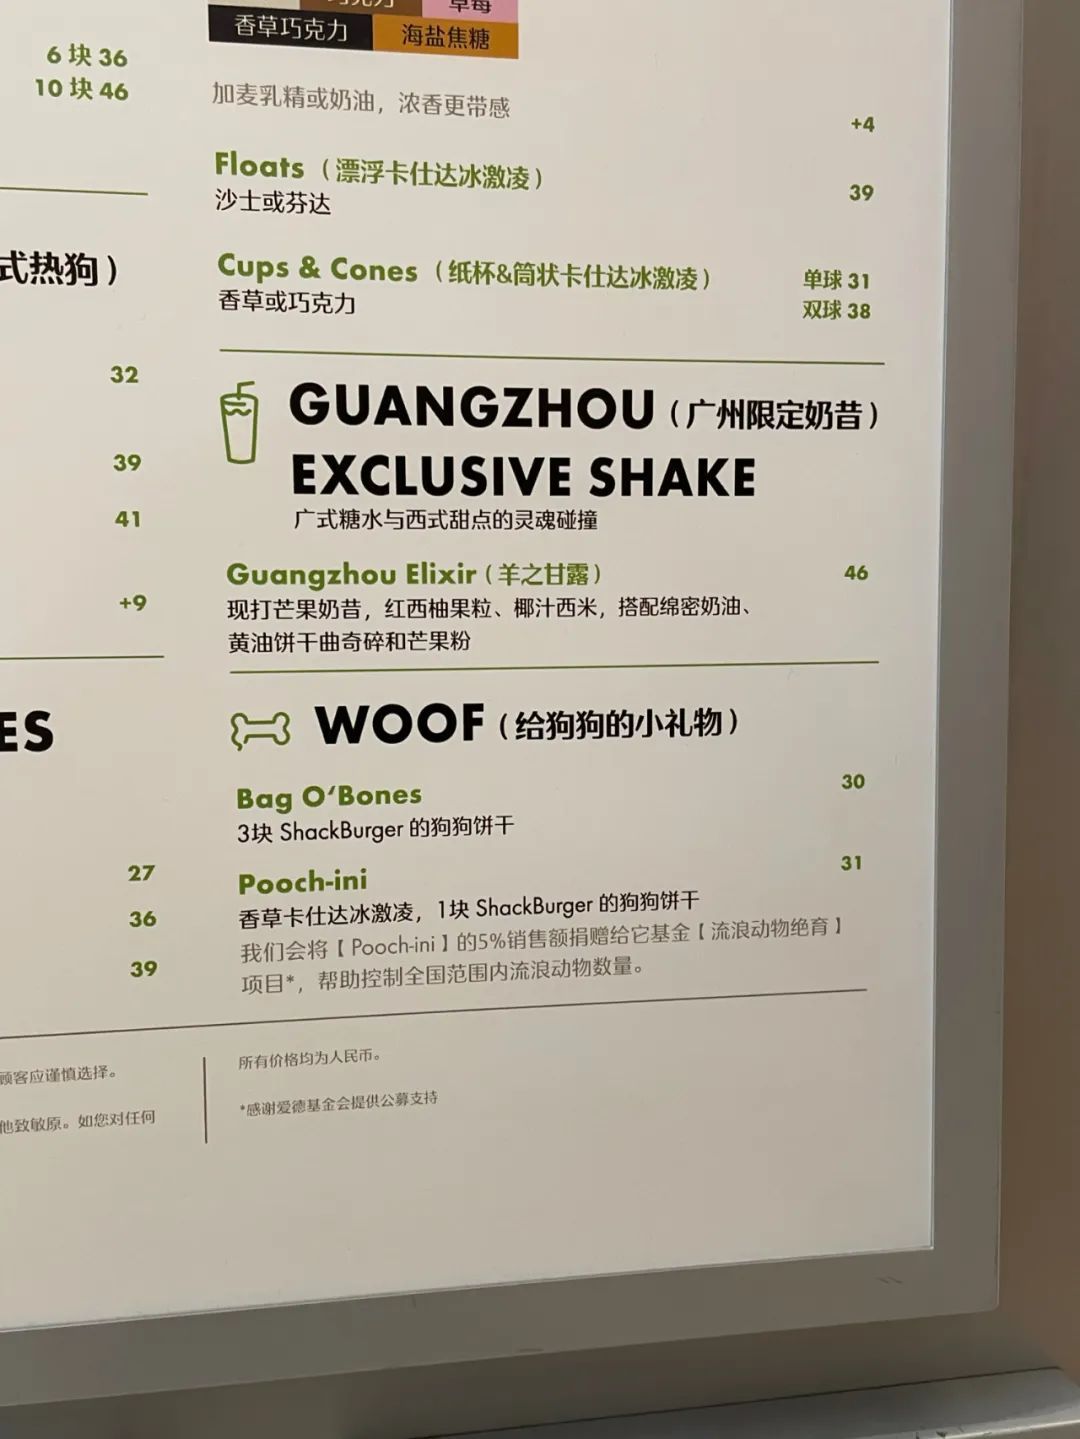 草莓
香草巧克力
海盐焦糖
6 块 36
10 块 46
加麦乳精或奶油，浓香更带感
+4
Floats（漂浮卡仕达冰激凌）
39
沙士或芬达
式热狗）
Cups & Cones（纸杯&筒状卡仕达冰激凌）
单球 31
香草或巧克力
双球 38
32
39
41
+9
GUANGZHOU（广州限定奶昔）
EXCLUSIVE SHAKE
广式糖水与西式甜点的灵魂碰撞
Guangzhou Elixir（羊之甘露）
46
现打芒果奶昔，红西柚果粒、椰汁西米，搭配绵密奶油、
黄油饼干曲奇碎和芒果粉
ES
WOOF（给狗狗的小礼物）
Bag O‘Bones
30
3块 ShackBurger 的狗狗饼干
27
36
39
Pooch-ini
31
香草卡仕达冰激凌，1块 ShackBurger 的狗狗饼干
我们会将【Pooch-ini】的5%销售额捐赠给它基金【流浪动物绝育】
项目*，帮助控制全国范围内流浪动物数量。
顾客应谨慎选择。
他致敏原。如您对任何
所有价格均为人民币。
*感谢爱德基金会提供公募支持